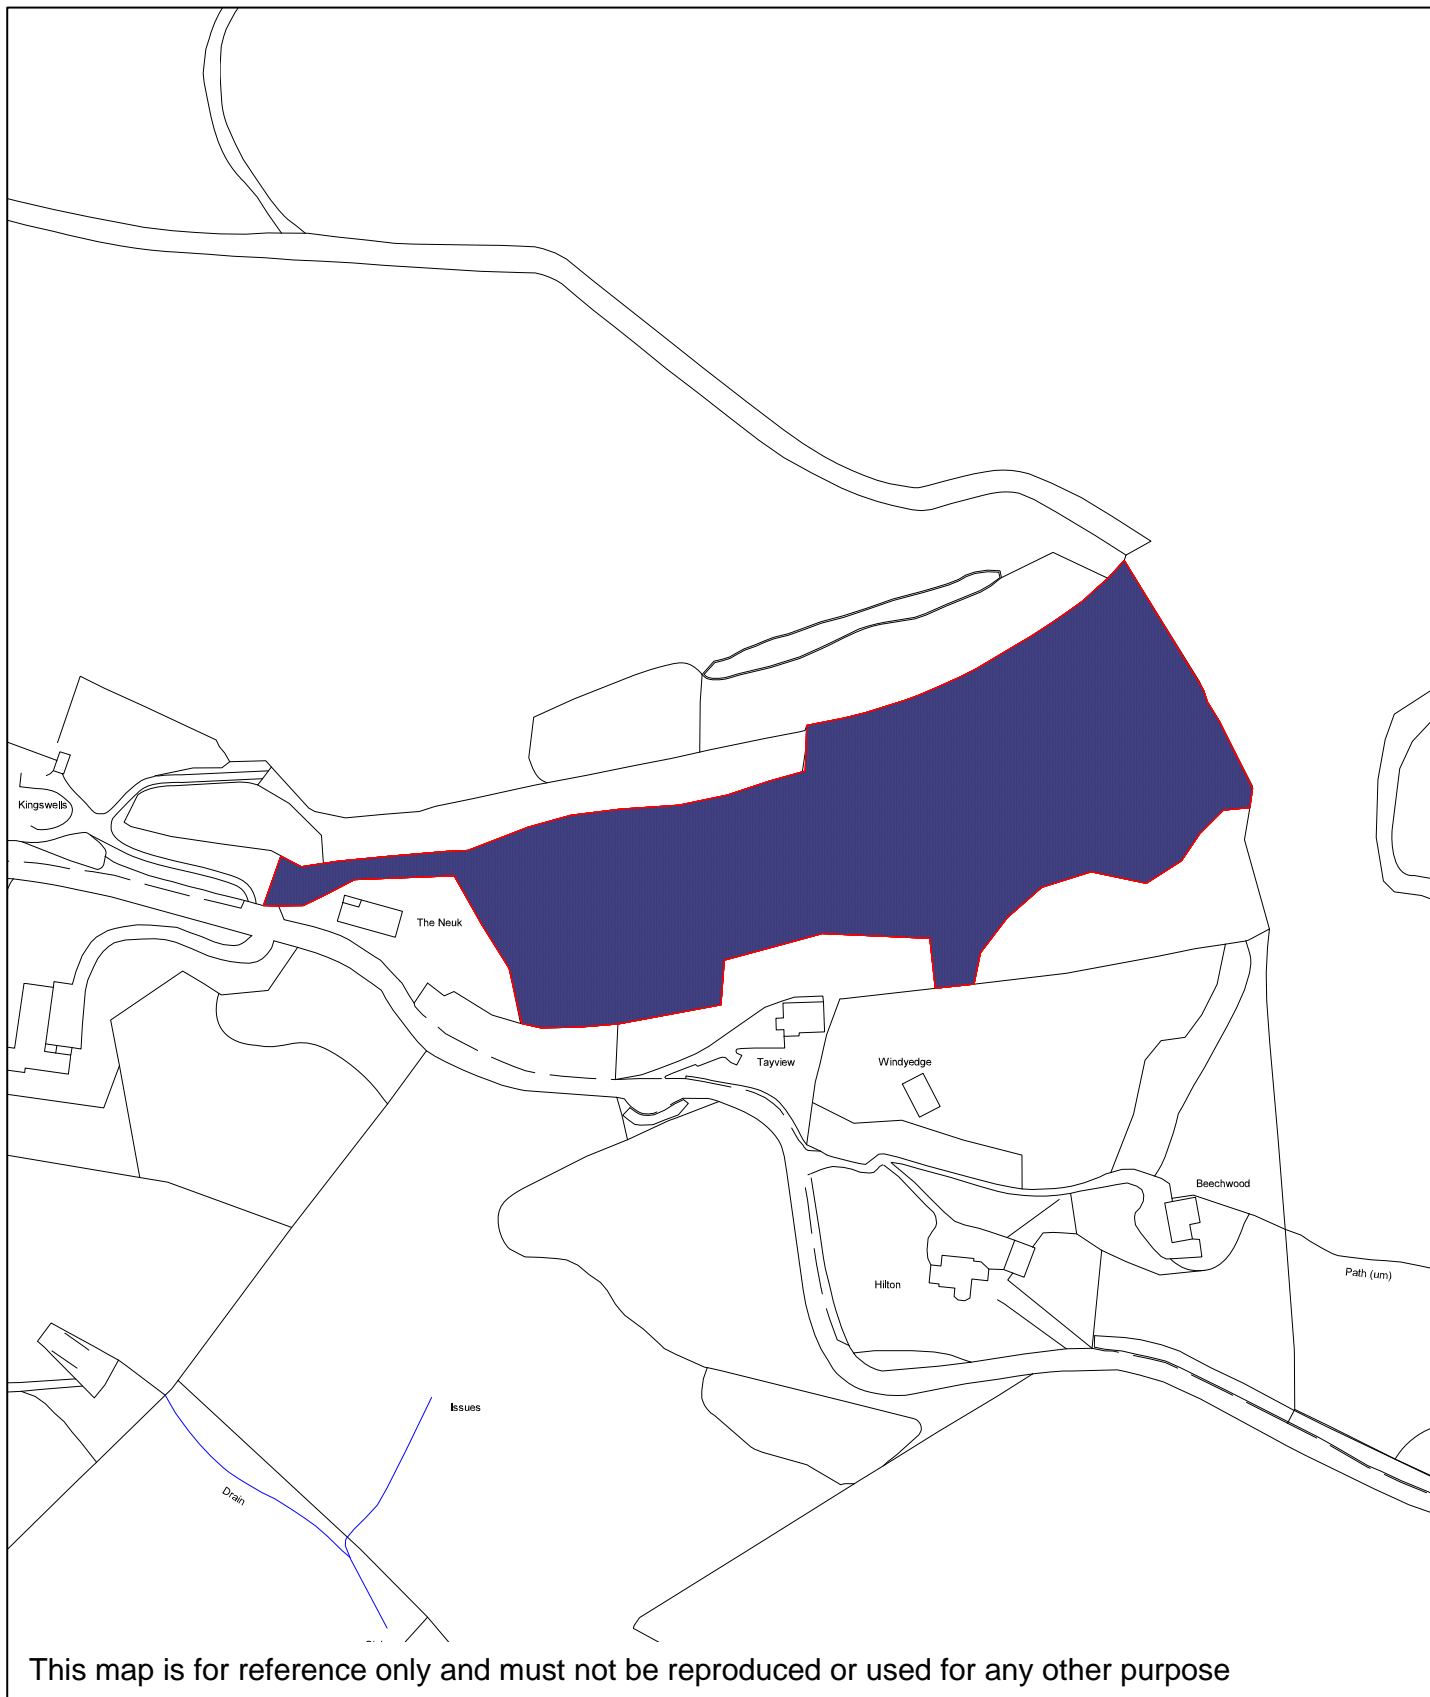 Kingswells
The Neuk
Tayview
Windyedge
Beechwood
Path (um)
Hilton
Issues
Drain
This map is for reference only and must not be reproduced or used for any other purpose